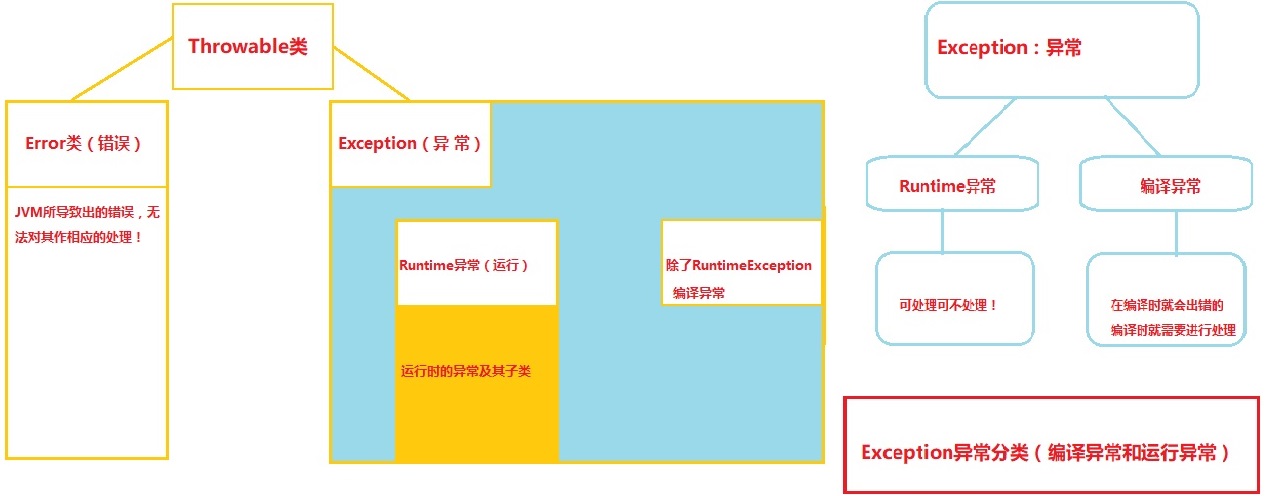 Throwable类
Error类（错误）
JVM所导致出的错误，无
法对其作相应的处理！
Exception（异 常）
Runtime异常（运行）
运行时的异常及其子类
除了RuntimeException
编译异常
Exception：异常
Runtime异常
编译异常
可处理可不处理！
在编译时就会出错的
编译时就需要进行处理
Exception异常分类（编译异常和运行异常）